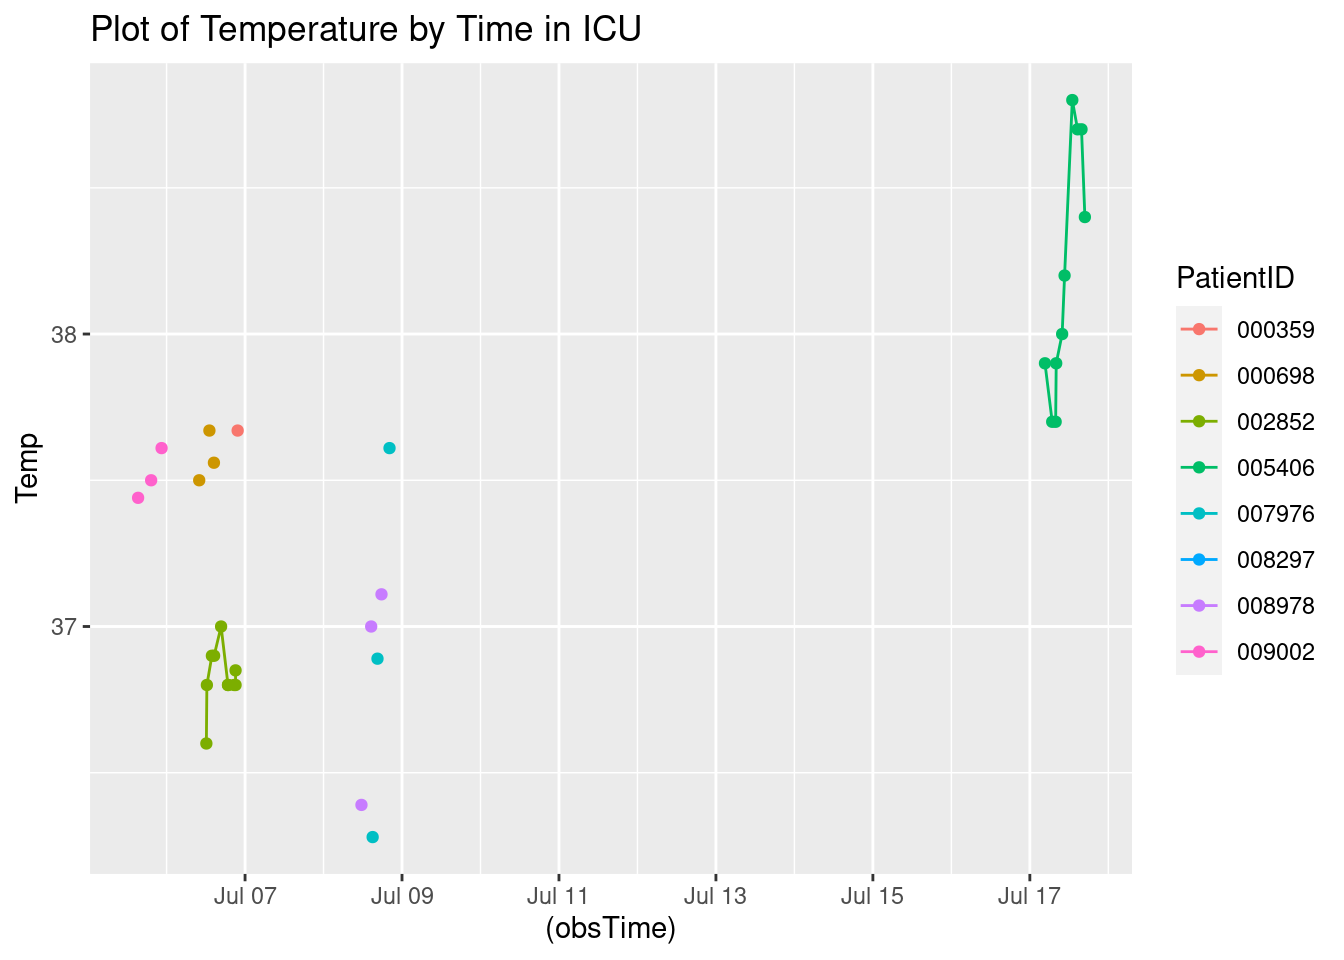 Plot of Temperature by Time in ICU
38
37
Temp
Jul 07
Jul 09
Jul 11
Jul 13
Jul 15
Jul 17
(obsTime)
PatientID
000359
000698
002852
005406
007976
008297
008978
009002